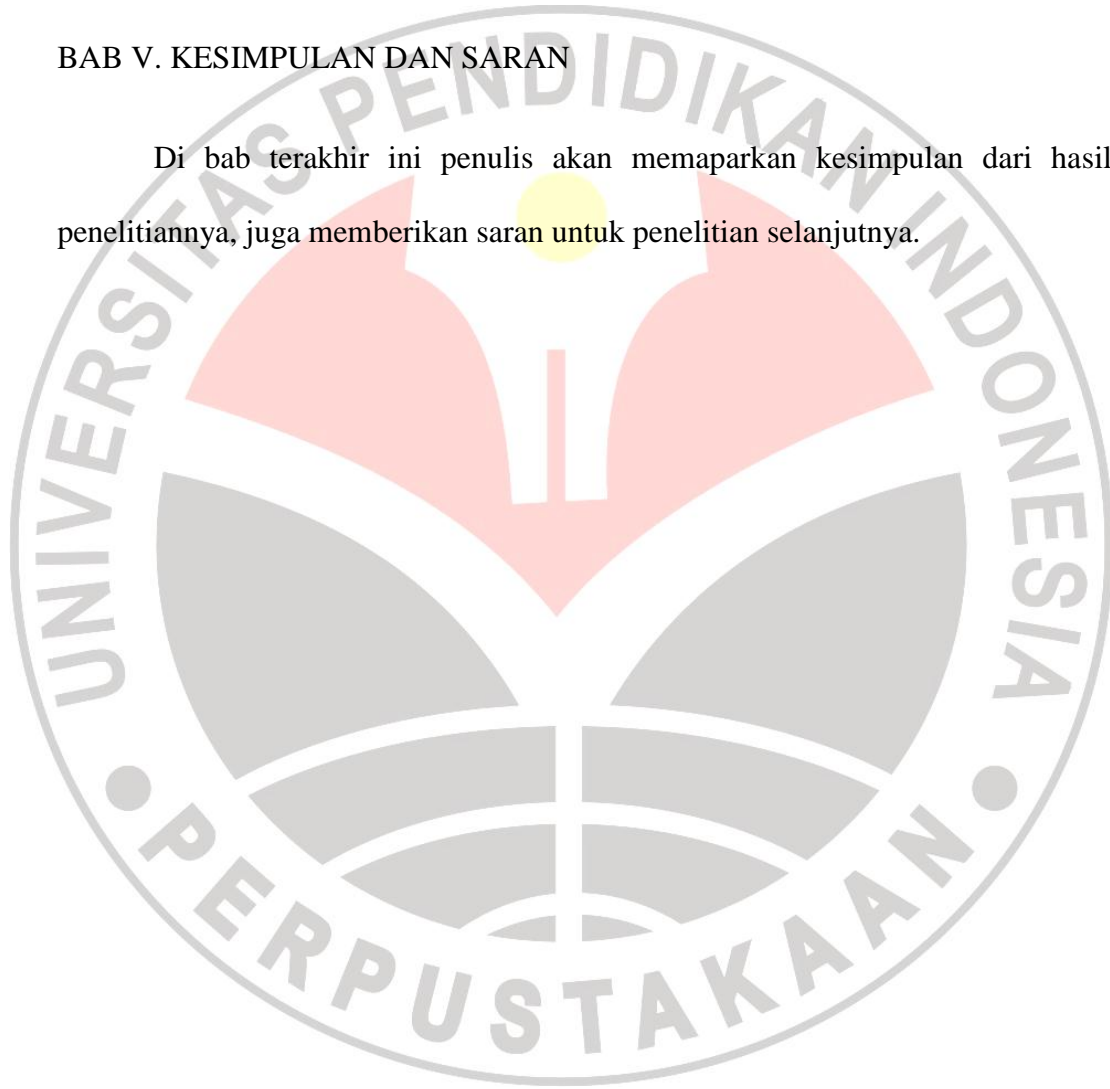 BAB V. KESIMPULAN DAN SARAN
Di bab terakhir ini penulis akan memaparkan kesimpulan dari hasil
penelitiannya, juga memberikan saran untuk penelitian selanjutnya.
UNIVERSITAS PENDIDIKAN INDONESIA
PERPUSTAKAAN